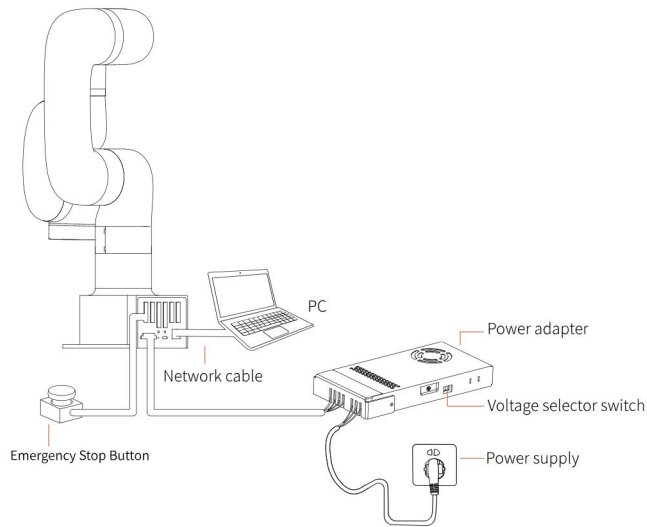 PC
Power adapter
Network cable
Voltage selector switch
Emergency Stop Button
Power supply